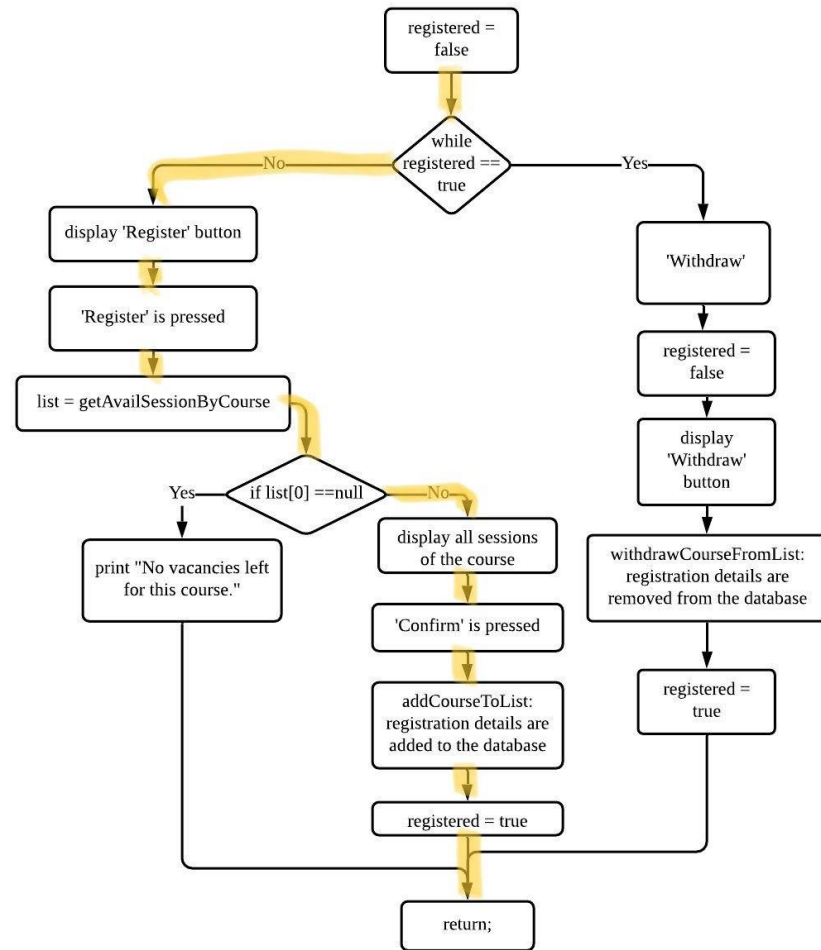 registered =
false
while
registered ==
true
No
Yes
display 'Register' button
'Register' is pressed
list = getAvailSessionByCourse
if list[0] ==null
Yes
No
print "No vacancies left
for this course."
display all sessions
of the course
'Confirm' is pressed
addCourseToList:
registration details are
added to the database
registered = true
'Withdraw'
registered =
false
display
'Withdraw'
button
withdrawCourseFromList:
registration details are
removed from the database
registered =
true
return;